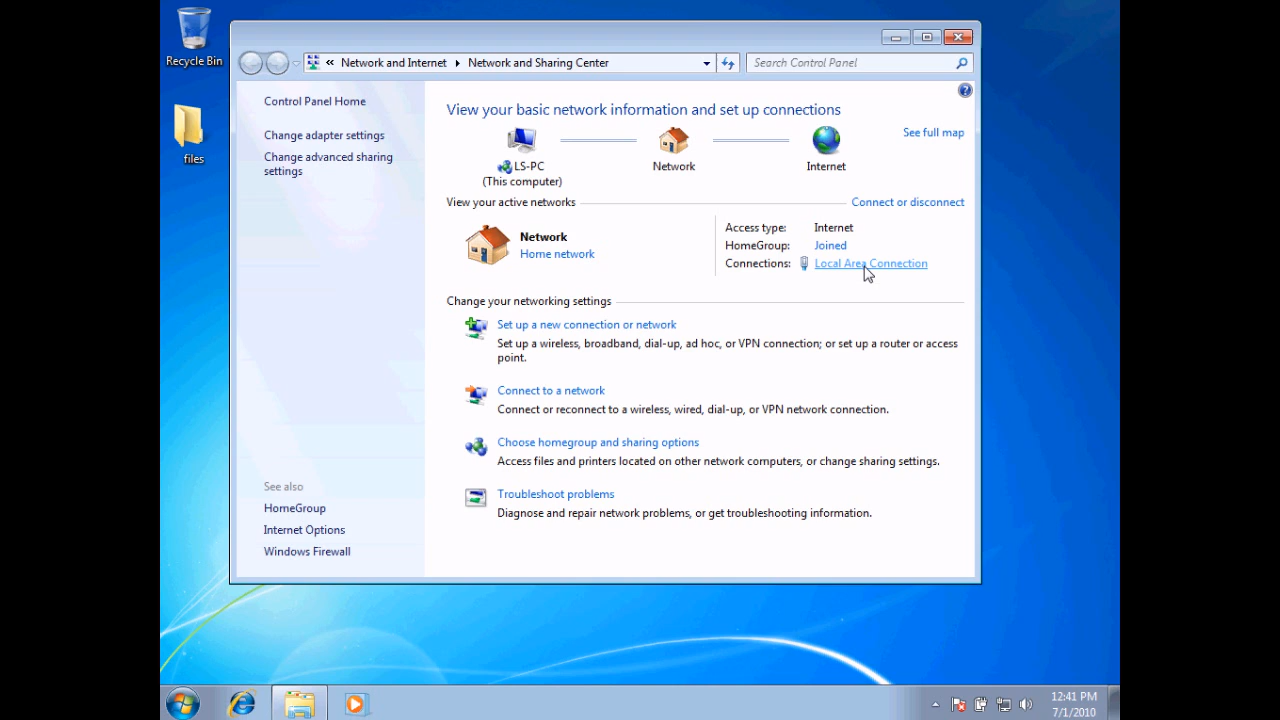 Recycle Bin
files
« Network and Internet Network and Sharing Center
Search Control Panel
Control Panel Home
Change adapter settings
Change advanced sharing
settings
See also
HomeGroup
Internet Options
Windows Firewall
View your basic network information and set up connections
See full map
LS-PC
(This computer)
Network
Internet
View your active networks
Connect or disconnect
Network
Home network
Access type: Internet
HomeGroup: Joined
Connections: Local Area Connection
Change your networking settings
Set up a new connection or network
Set up a wireless, broadband, dial-up, ad hoc, or VPN connection; or set up a router or access
point.
Connect to a network
Connect or reconnect to a wireless, wired, dial-up, or VPN network connection.
Choose homegroup and sharing options
Access files and printers located on other network computers, or change sharing settings.
Troubleshoot problems
Diagnose and repair network problems, or get troubleshooting information.
12:41 PM
7/1/2010